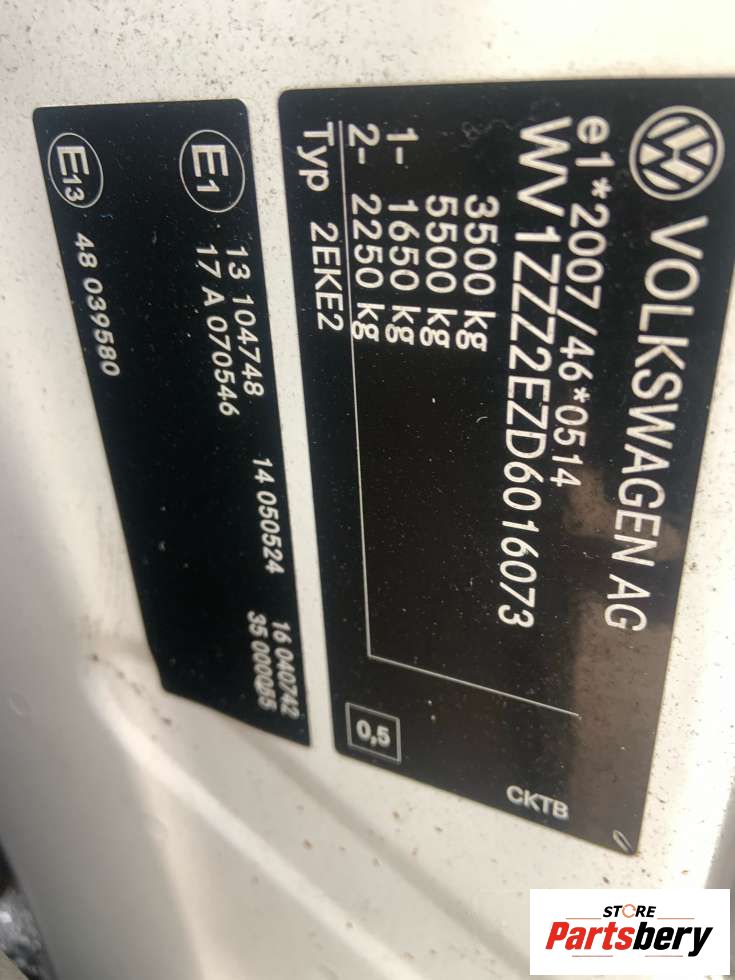 VOLKSWAGEN AG
e1*2007/46*0514
WV1ZZZ2EZD6016073
3500 kg
5500 kg
1- 1650 kg
2- 2250 kg
Typ 2EKE2
0,5
CKTB
E1
13 104748
17 A 070546
14 050524
16 040742
35 000065
E13
48 039580
STORE
Partsbery